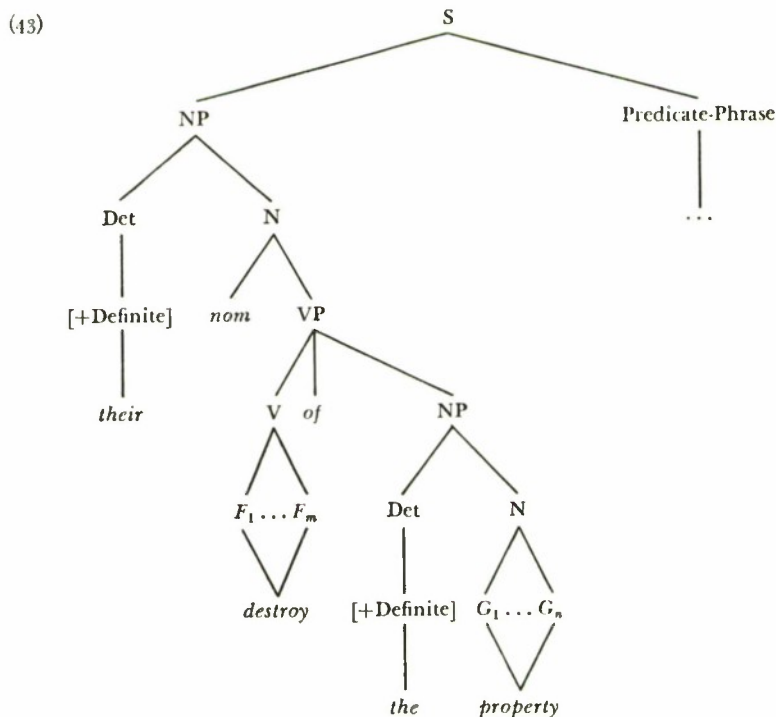 (43)
S
NP Predicate-Phrase
Det N ...
[+Definite] nom VP
their V of NP
F₁ ... Fₘ Det N
destroy [+Definite] G₁ ... Gₙ
the property